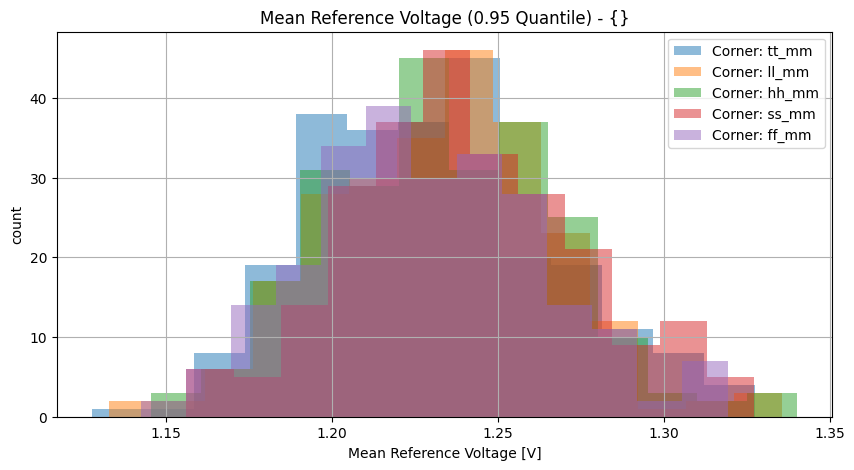 Mean Reference Voltage (0.95 Quantile) - {}
Corner: tt_mm
Corner: ll_mm
Corner: hh_mm
Corner: ss_mm
Corner: ff_mm
count
40
30
20
10
0
1.15
1.20
1.25
1.30
1.35
Mean Reference Voltage [V]